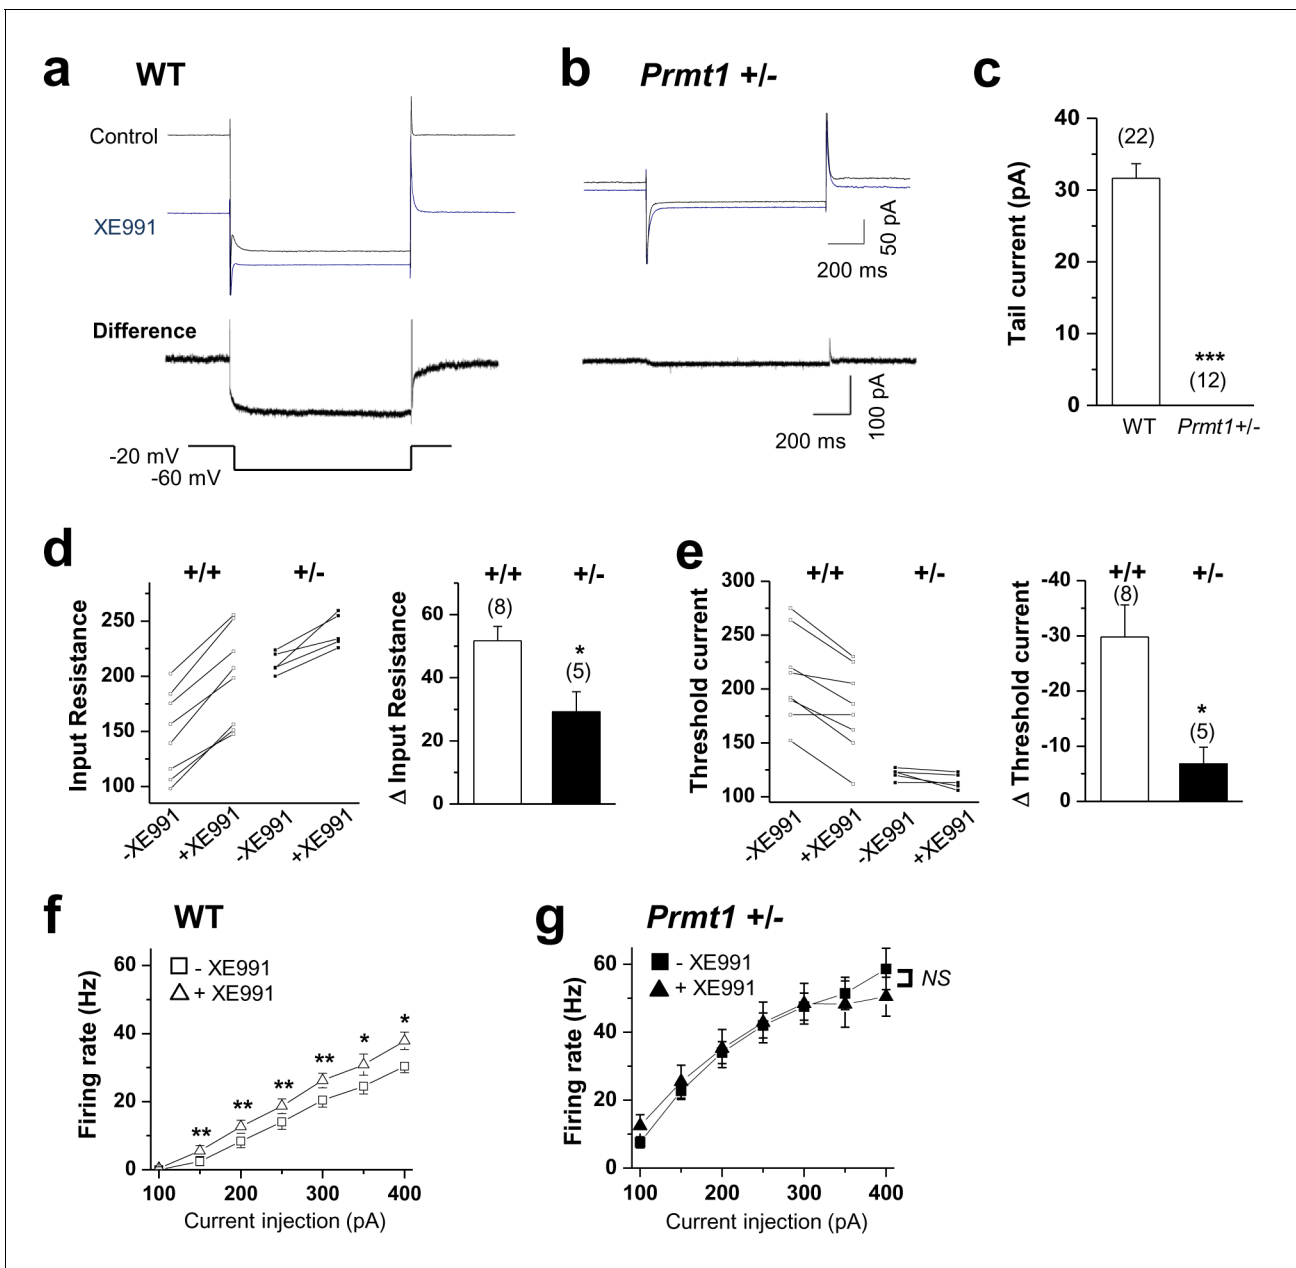 a WT
Control
XE991
Difference
-20 mV
-60 mV
b Prmt1 +/-
50 pA
200 ms
100 pA
200 ms
c
Tail current (pA)
40
30
20
10
0
(22)
***
(12)
WT Prmt1+/-
d
+/+ +/-
Input Resistance
250
200
150
100
-XE991 +XE991 -XE991 +XE991
Δ Input Resistance
60
40
20
0
+/+ +/-
(8)
*
(5)
e
+/+ +/-
Threshold current
300
250
200
150
100
-XE991 +XE991 -XE991 +XE991
Δ Threshold current
-40
-30
-20
-10
0
+/+ +/-
(8)
*
(5)
f WT
Firing rate (Hz)
60
40
20
0
- XE991
+ XE991
** ** ** ** * *
100 200 300 400
Current injection (pA)
g Prmt1 +/-
Firing rate (Hz)
60
40
20
0
- XE991
+ XE991
NS
100 200 300 400
Current injection (pA)